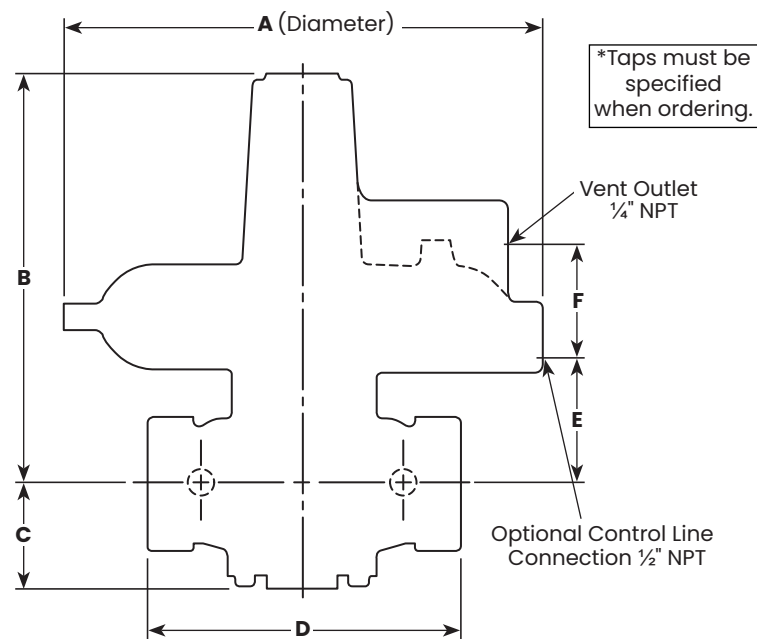 A (Diameter)
*Taps must be
specified
when ordering.
Vent Outlet
¼" NPT
B
F
E
C
Optional Control Line
Connection ½" NPT
D